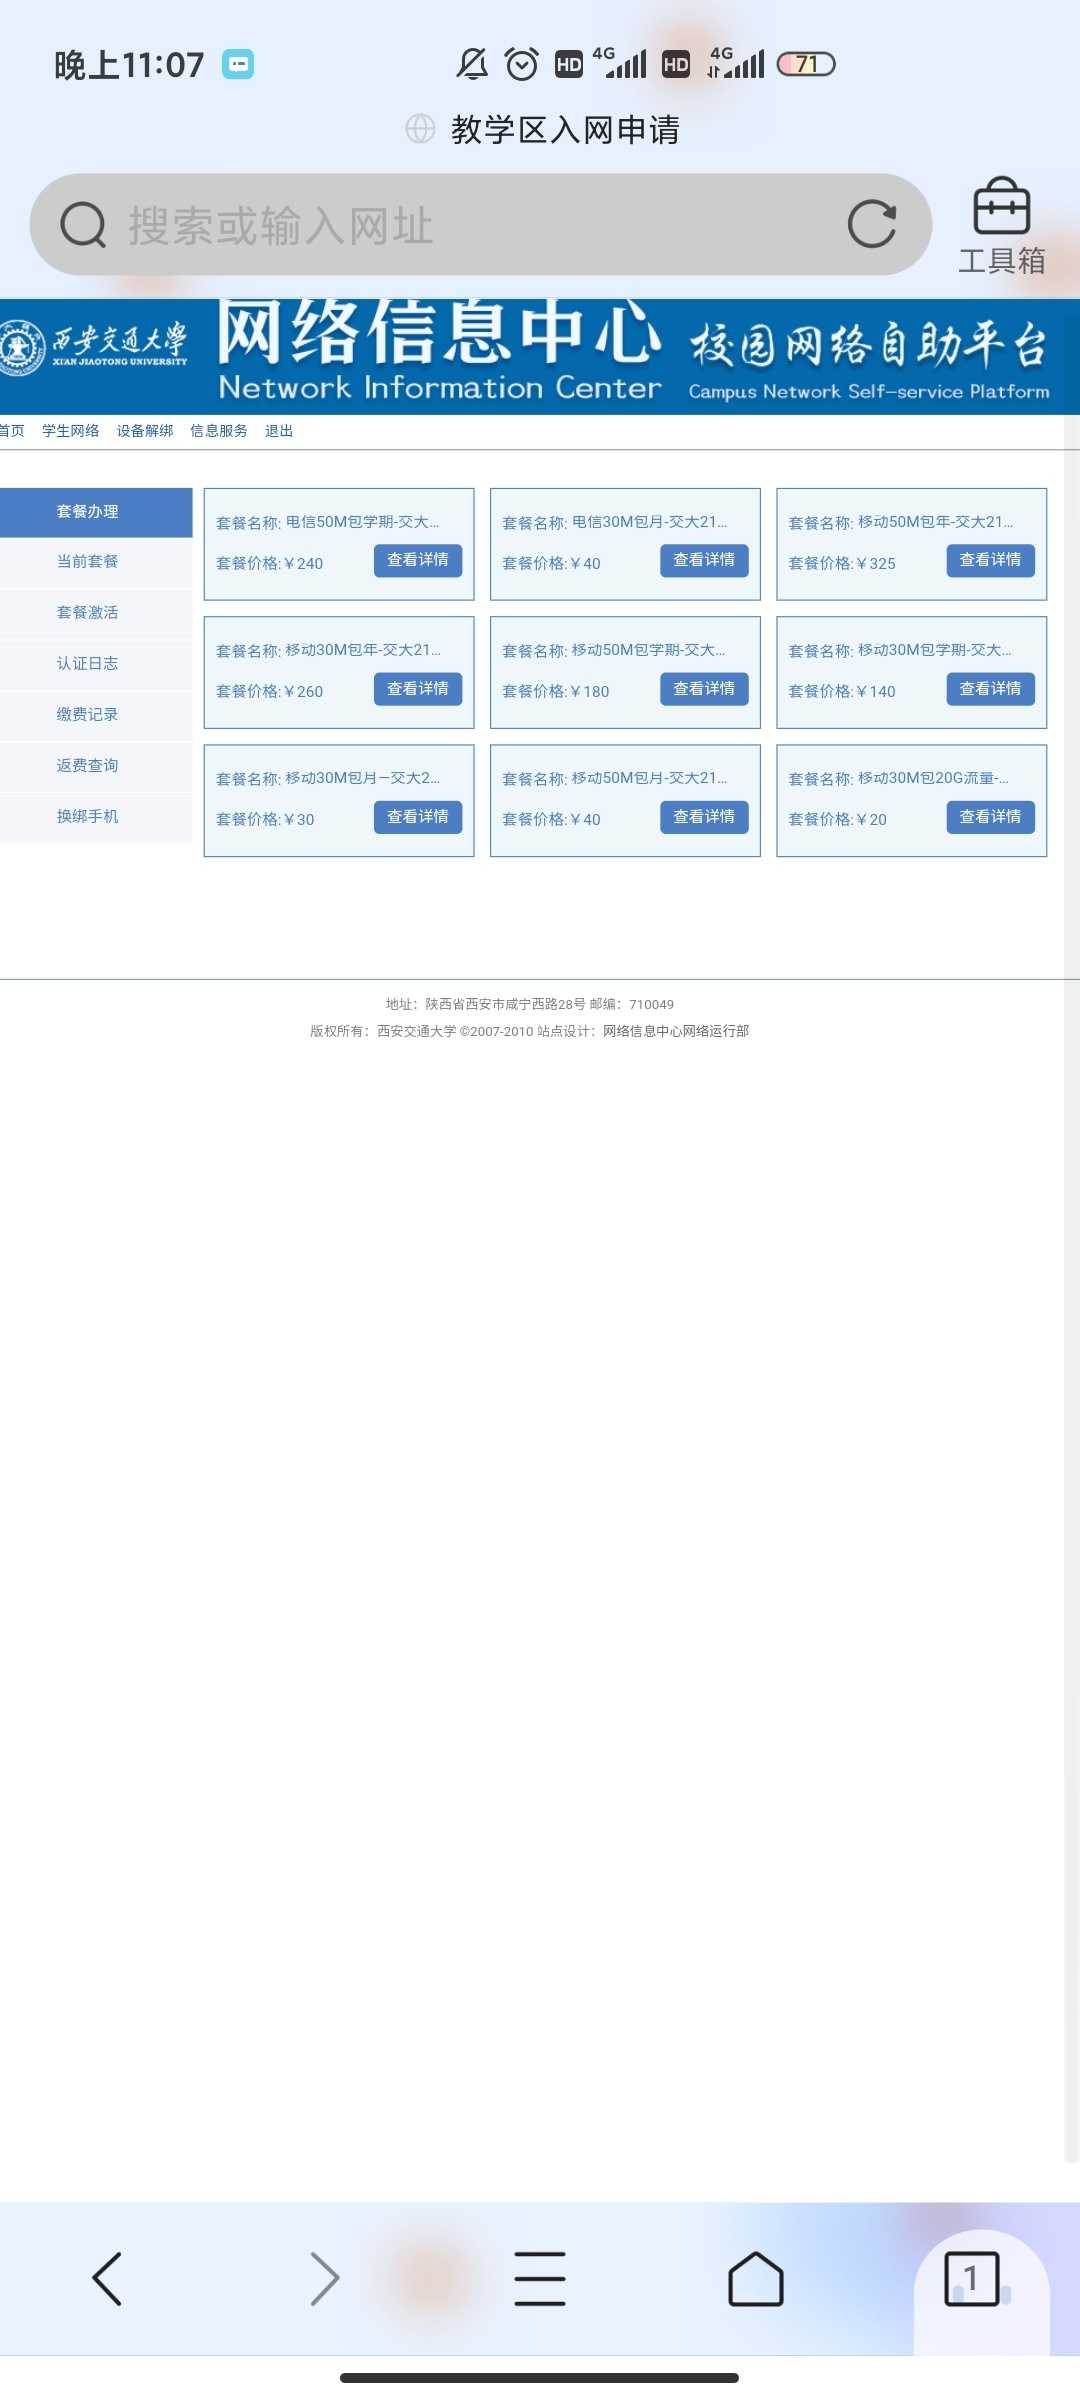 晚上11:07
HD 4G HD 4G 71
教学区入网申请
搜索或输入网址
工具箱
西安交通大学
XIAN JIAOTONG UNIVERSITY
网络信息中心
Network Information Center
校园网络自助平台
Campus Network Self-service Platform
首页 学生网络 设备解绑 信息服务 退出
套餐办理
当前套餐
套餐激活
认证日志
缴费记录
返费查询
换绑手机
套餐名称: 电信50M包学期-交大...
套餐价格:￥240 查看详情
套餐名称: 电信30M包月-交大21...
套餐价格:￥40 查看详情
套餐名称: 移动50M包年-交大21...
套餐价格:￥325 查看详情
套餐名称: 移动30M包年-交大21...
套餐价格:￥260 查看详情
套餐名称: 移动50M包学期-交大...
套餐价格:￥180 查看详情
套餐名称: 移动30M包学期-交大...
套餐价格:￥140 查看详情
套餐名称: 移动30M包月—交大2...
套餐价格:￥30 查看详情
套餐名称: 移动50M包月-交大21...
套餐价格:￥40 查看详情
套餐名称: 移动30M包20G流量-...
套餐价格:￥20 查看详情
地址：陕西省西安市咸宁西路28号 邮编：710049
版权所有：西安交通大学 ©2007-2010 站点设计：网络信息中心网络运行部
1